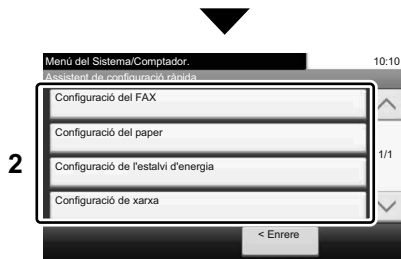 Menú del Sistema/Comptador.
10:10
Assistent de configuració ràpida
Configuració del FAX
Configuració del paper
1/1
2
Configuració de l'estalvi d'energia
Configuració de xarxa
< Enrere